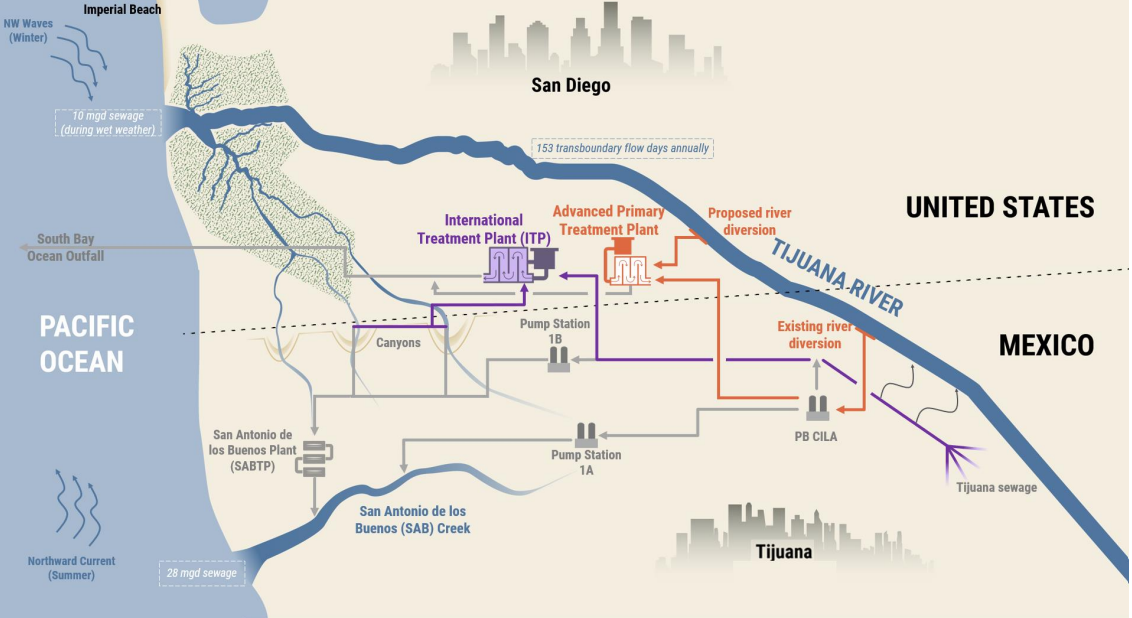 Imperial Beach
NW Waves
(Winter)
San Diego
10 mgd sewage
(during wet weather)
153 transboundary flow days annually
UNITED STATES
International
Treatment Plant (ITP)
Advanced Primary
Treatment Plant
Proposed river
diversion
South Bay
Ocean Outfall
TIJUANA RIVER
PACIFIC
OCEAN
Canyons
Pump Station
1B
Existing river
diversion
MEXICO
PB CILA
San Antonio de
los Buenos Plant
(SABTP)
Pump Station
1A
Tijuana sewage
San Antonio de los
Buenos (SAB) Creek
Tijuana
Northward Current
(Summer)
28 mgd sewage